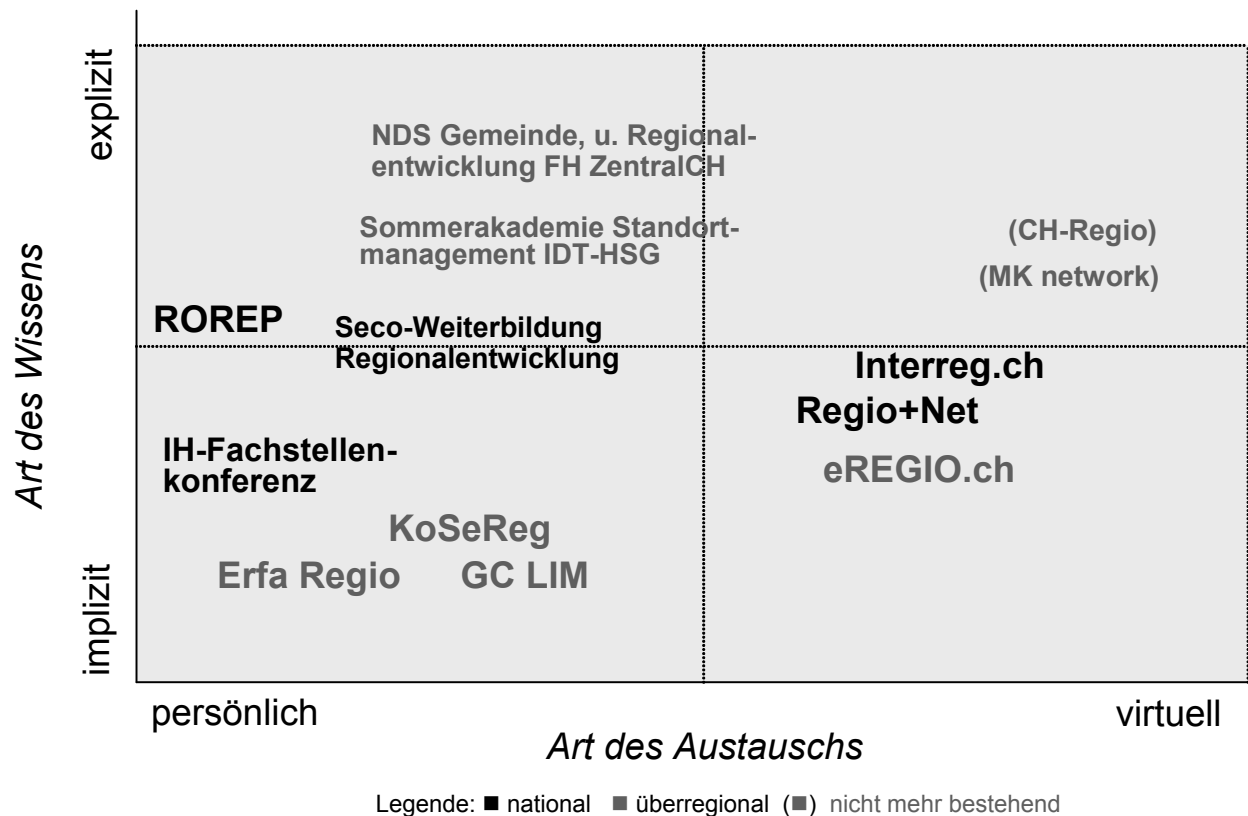 explizit
NDS Gemeinde, u. Regional-
entwicklung FH ZentralCH
Sommerakademie Standort-
management IDT-HSG
(CH-Regio)
(MK network)
Art des Wissens
ROREP
Seco-Weiterbildung
Regionalentwicklung
Interreg.ch
Regio+Net
IH-Fachstellen-
konferenz
eREGIO.ch
KoSeReg
Erfa Regio
GC LIM
implizit
persönlich
virtuell
Art des Austauschs
Legende: ■ national ■ überregional (■) nicht mehr bestehend